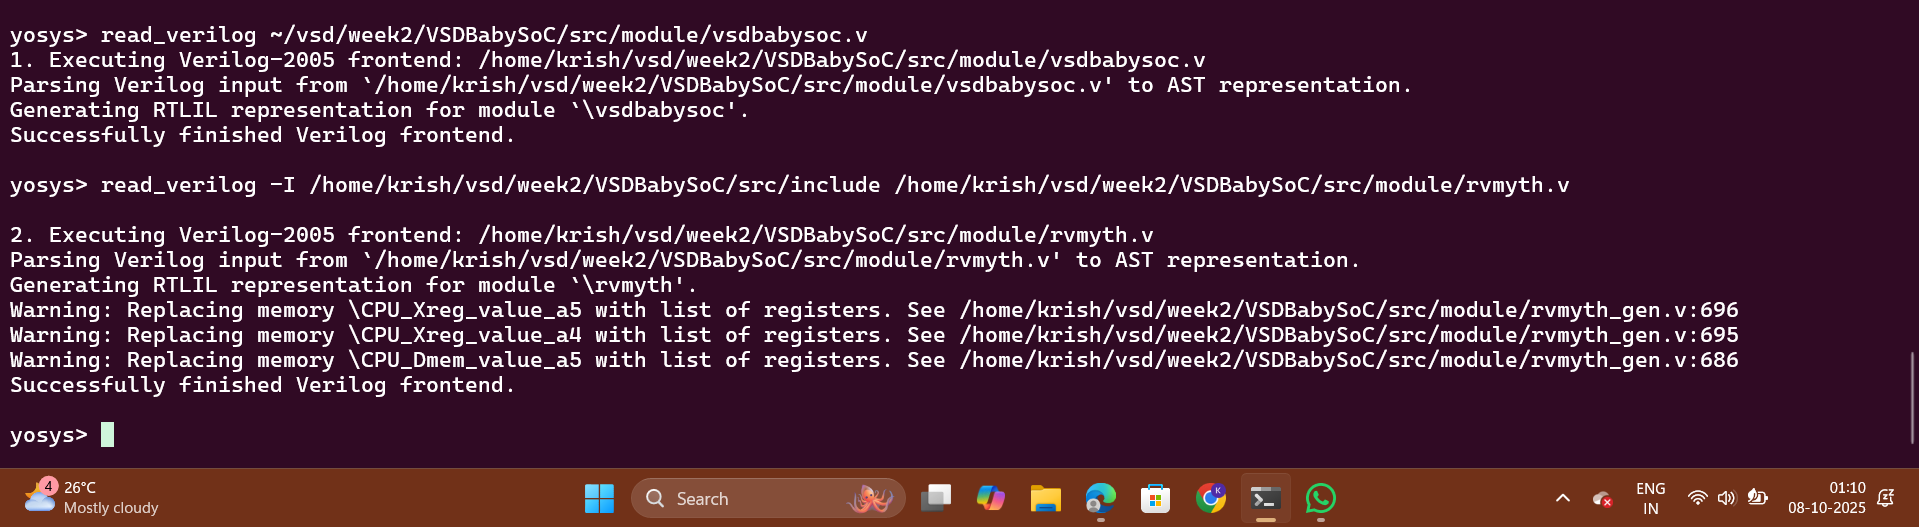 yosys> read_verilog ~/vsd/week2/VSDBabySoC/src/module/vsdbabysoc.v
1. Executing Verilog-2005 frontend: /home/krish/vsd/week2/VSDBabySoC/src/module/vsdbabysoc.v
Parsing Verilog input from `/home/krish/vsd/week2/VSDBabySoC/src/module/vsdbabysoc.v' to AST representation.
Generating RTLIL representation for module `\vsdbabysoc'.
Successfully finished Verilog frontend.
yosys> read_verilog -I /home/krish/vsd/week2/VSDBabySoC/src/include /home/krish/vsd/week2/VSDBabySoC/src/module/rvmyth.v
2. Executing Verilog-2005 frontend: /home/krish/vsd/week2/VSDBabySoC/src/module/rvmyth.v
Parsing Verilog input from `/home/krish/vsd/week2/VSDBabySoC/src/module/rvmyth.v' to AST representation.
Generating RTLIL representation for module `\rvmyth'.
Warning: Replacing memory \CPU_Xreg_value_a5 with list of registers. See /home/krish/vsd/week2/VSDBabySoC/src/module/rvmyth_gen.v:696
Warning: Replacing memory \CPU_Xreg_value_a4 with list of registers. See /home/krish/vsd/week2/VSDBabySoC/src/module/rvmyth_gen.v:695
Warning: Replacing memory \CPU_Dmem_value_a5 with list of registers. See /home/krish/vsd/week2/VSDBabySoC/src/module/rvmyth_gen.v:686
Successfully finished Verilog frontend.
yosys>
4
26°C
Mostly cloudy
Search
K
ENG
IN
01:10
08-10-2025